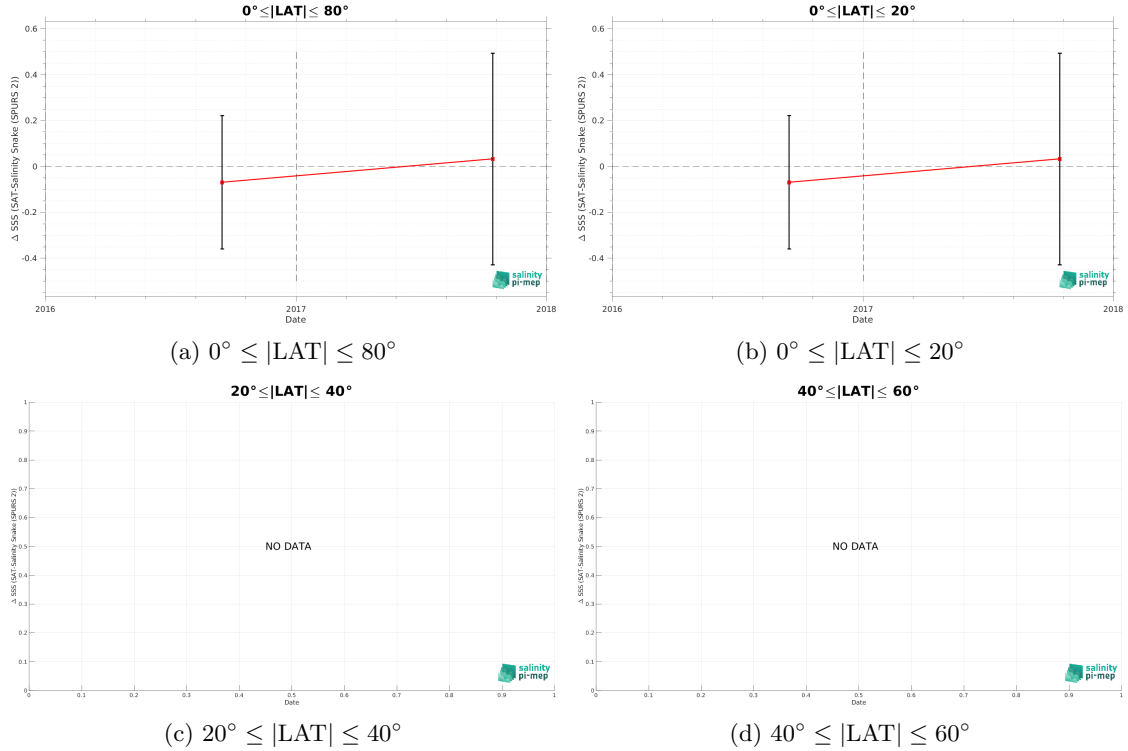 0°≤|LAT|≤ 80°
0.6
0.4
0.2
0
-0.2
-0.4
Δ SSS (SAT-Salinity Snake (SPURS 2))
2016
2017
2018
Date
salinity
pi-mep
(a) 0° ≤ |LAT| ≤ 80°
0°≤|LAT|≤ 20°
0.6
0.4
0.2
0
-0.2
-0.4
Δ SSS (SAT-Salinity Snake (SPURS 2))
2016
2017
2018
Date
salinity
pi-mep
(b) 0° ≤ |LAT| ≤ 20°
20°≤|LAT|≤ 40°
1
0.9
0.8
0.7
0.6
0.5
0.4
0.3
0.2
0.1
0
Δ SSS (SAT-Salinity Snake (SPURS 2))
NO DATA
0 0.1 0.2 0.3 0.4 0.5 0.6 0.7 0.8 0.9 1
Date
salinity
pi-mep
(c) 20° ≤ |LAT| ≤ 40°
40°≤|LAT|≤ 60°
1
0.9
0.8
0.7
0.6
0.5
0.4
0.3
0.2
0.1
0
Δ SSS (SAT-Salinity Snake (SPURS 2))
NO DATA
0 0.1 0.2 0.3 0.4 0.5 0.6 0.7 0.8 0.9 1
Date
salinity
pi-mep
(d) 40° ≤ |LAT| ≤ 60°